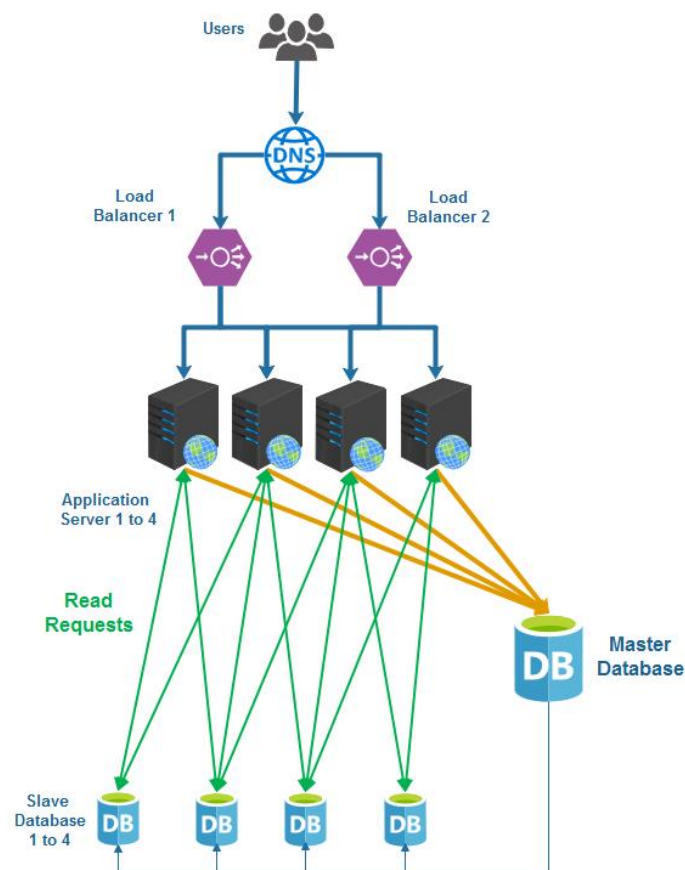 Users
DNS
Load
Balancer 1
Load
Balancer 2
Application
Server 1 to 4
Read
Requests
DB
Master
Database
Slave
Database
1 to 4
DB
DB
DB
DB